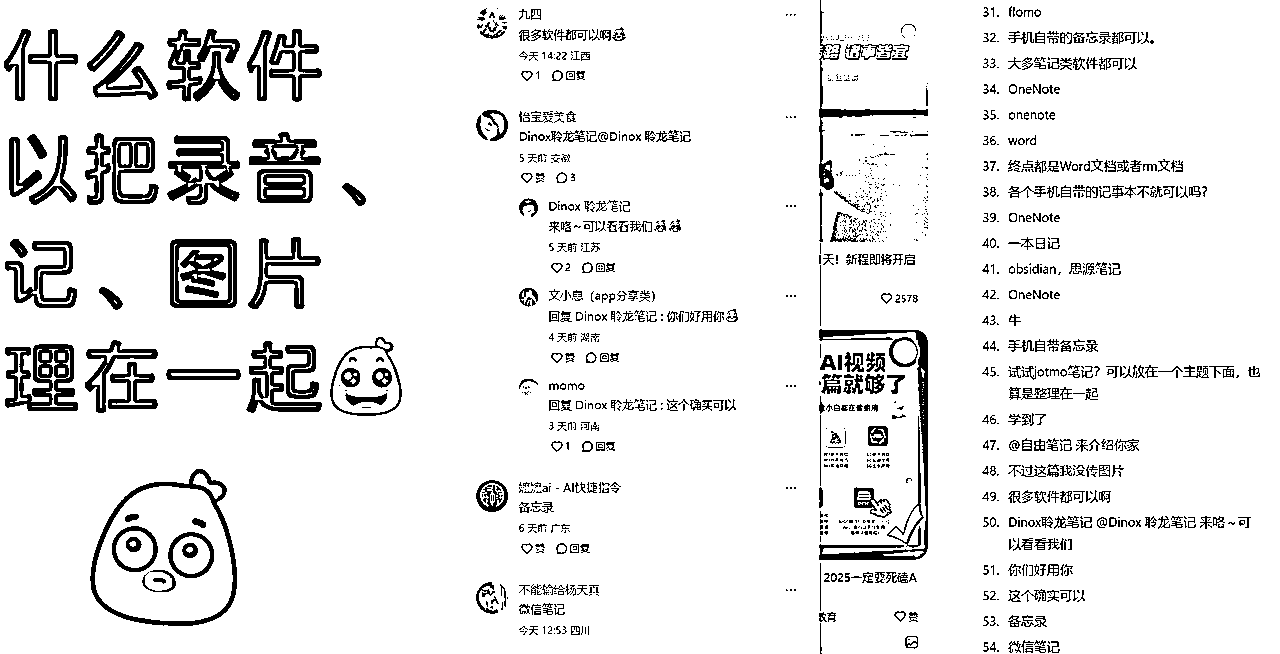 什么软件
以把录音、
记、图片
理在一起
九四
很多软件都可以啊
今天 14:22 江西
1 回复
怡宝爱美食
Dinox聆龙笔记@Dinox 聆龙笔记
5 天前 安徽
赞 3
Dinox 聆龙笔记
来咯~可以看看我们
5 天前 江苏
2 回复
文小息（app分享类）
回复 Dinox 聆龙笔记 : 你们好用你
4 天前 湖南
赞 回复
momo
回复 Dinox 聆龙笔记 : 这个确实可以
3 天前 河南
1 回复
ai - AI快捷指令
备忘录
6 天前 广东
赞 回复
不能输给杨天真
微信笔记
今天 12:53 四川
天！新程即将开启
2578
AI视频
篇就够了
2025一定要死磕A
教育
赞
31. flomo
32. 手机自带的备忘录都可以。
33. 大多笔记类软件都可以
34. OneNote
35. onenote
36. word
37. 终点都是Word文档或者rm文档
38. 各个手机自带的记事本不就可以吗？
39. OneNote
40. 一本日记
41. obsidian，思源笔记
42. OneNote
43. 牛
44. 手机自带备忘录
45. 试试jotmo笔记？可以放在一个主题下面，也
算是整理在一起
46. 学到了
47. @自由笔记 来介绍你家
48. 不过这篇我没传图片
49. 很多软件都可以啊
50. Dinox聆龙笔记 @Dinox 聆龙笔记 来咯~可
以看看我们
51. 你们好用你
52. 这个确实可以
53. 备忘录
54. 微信笔记